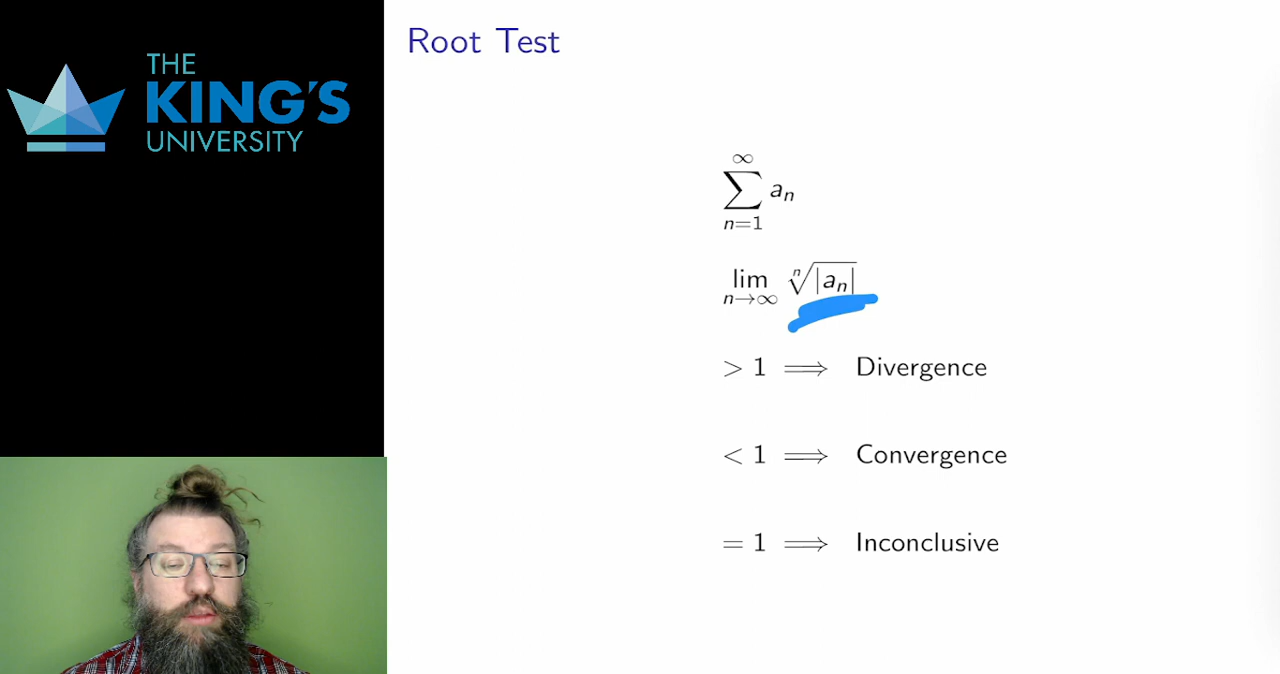 THE
KING'S
UNIVERSITY
Root Test
∞
∑ aₙ
n=1
lim ⁿ√|aₙ|
n→∞
> 1 ⟹ Divergence
< 1 ⟹ Convergence
= 1 ⟹ Inconclusive